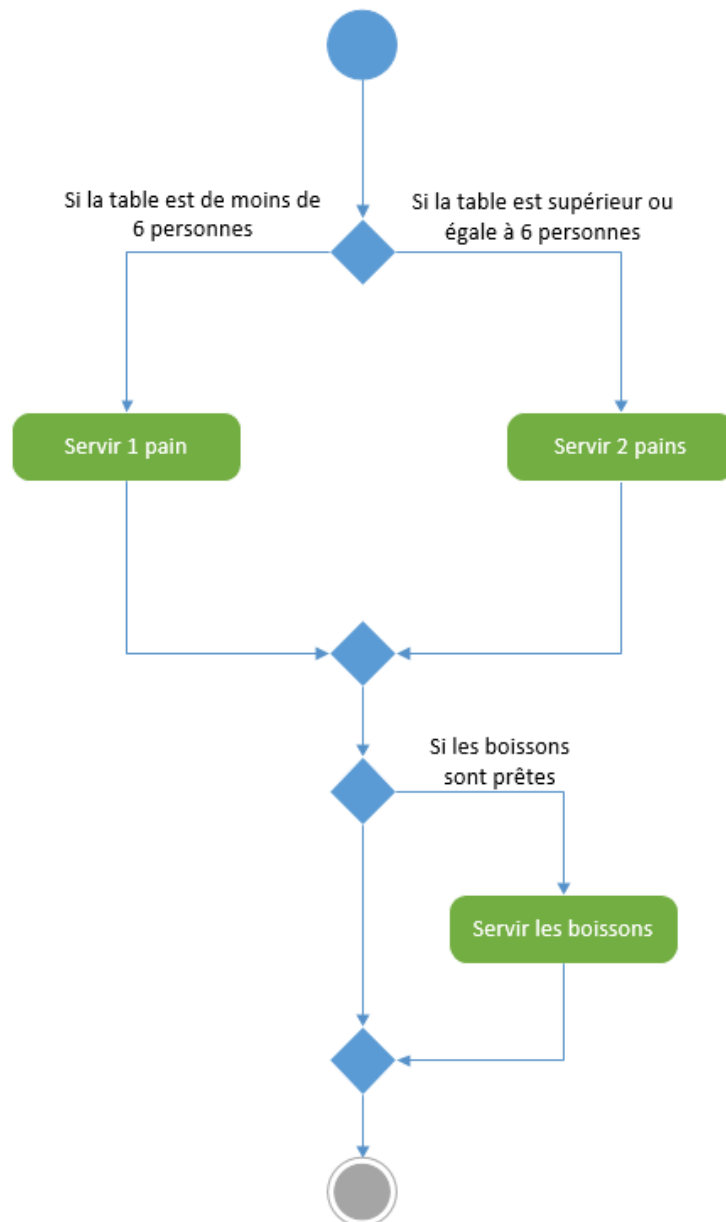 Si la table est de moins de
6 personnes
Si la table est supérieur ou
égale à 6 personnes
Servir 1 pain
Servir 2 pains
Si les boissons
sont prêtes
Servir les boissons